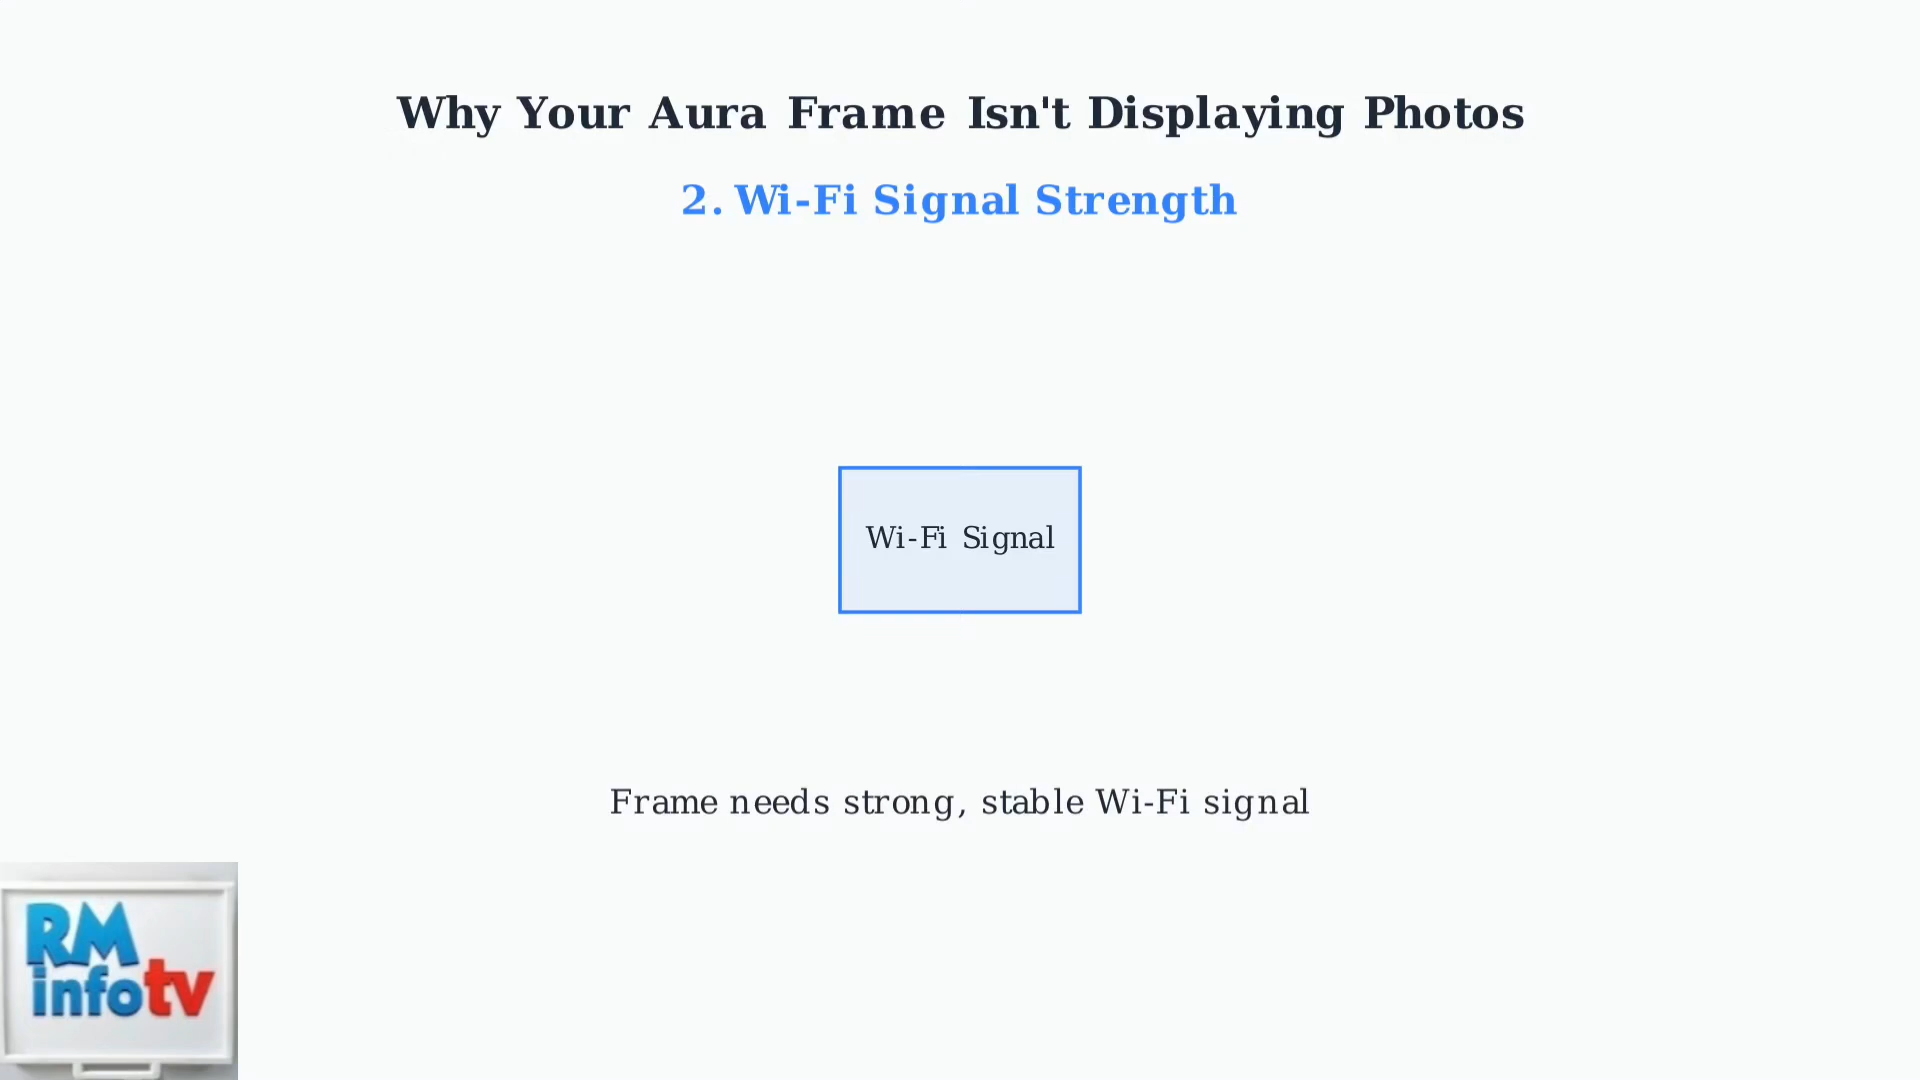 Why Your Aura Frame Isn't Displaying Photos
2. Wi-Fi Signal Strength
Wi-Fi Signal
Frame needs strong, stable Wi-Fi signal
RM
infotv